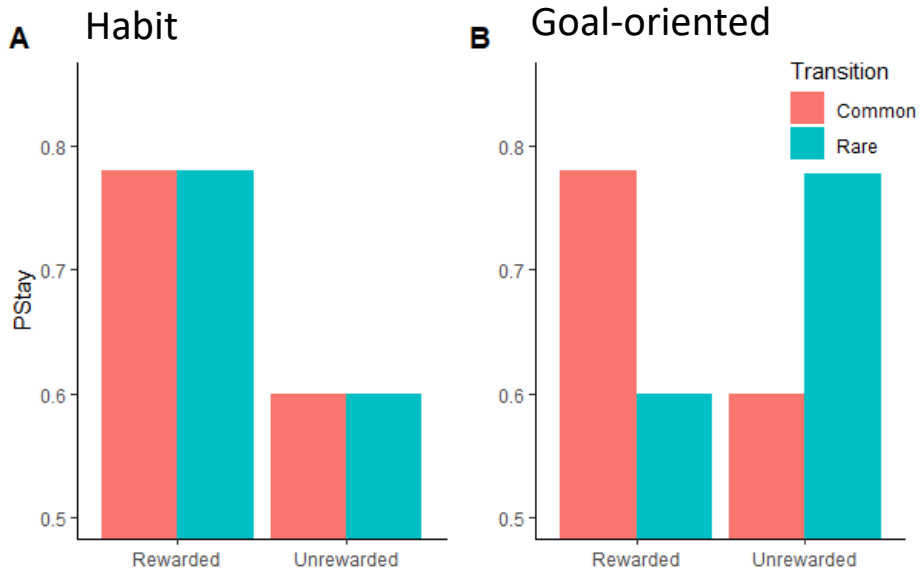 A Habit
B Goal-oriented
Transition
Common
Rare
PStay
0.8
0.7
0.6
0.5
Rewarded Unrewarded
0.8
0.7
0.6
0.5
Rewarded Unrewarded